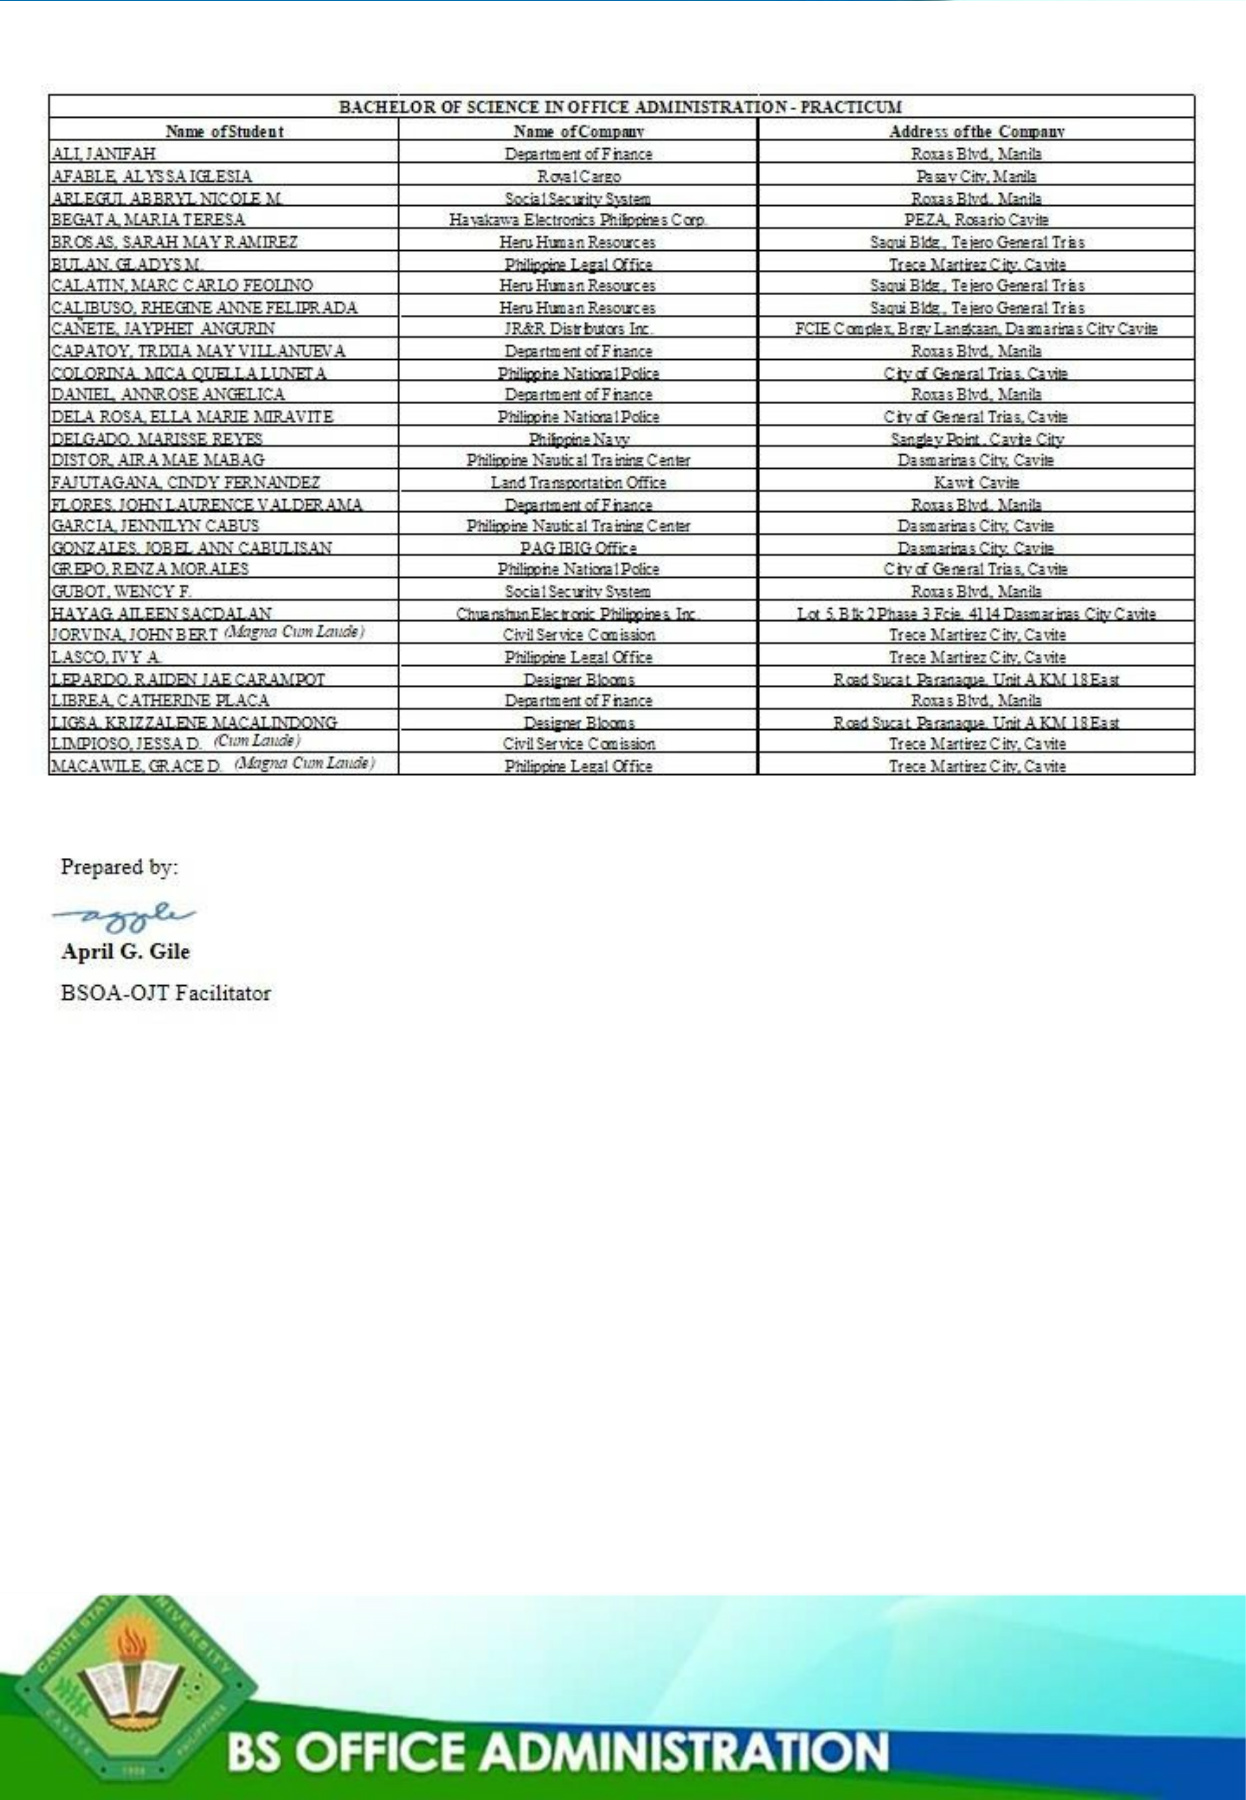 BACHELOR OF SCIENCE IN OFFICE ADMINISTRATION - PRACTICUM
Name of Student Name of Company Address of the Company
ALI, JANIFAH Department of Finance Roxas Blvd., Manila
AFABLE, ALYSSA IGLESIA Royal Cargo Pasay City, Manila
ARLEGUI, ABBRYL NICOLE M. Social Security System Roxas Blvd., Manila
BEGATA, MARIA TERESA Hayakawa Electronics Philippines Corp. PEZA, Rosario Cavite
BROSAS, SARAH MAY RAMIREZ Heru Human Resources Saqui Bldg., Tejero General Trias
BULAN, GLADYS M. Philippine Legal Office Trece Martirez City, Cavite
CALATIN, MARC CARLO FEOLINO Heru Human Resources Saqui Bldg., Tejero General Trias
CALIBUSO, RHEGINE ANNE FELIPRADA Heru Human Resources Saqui Bldg., Tejero General Trias
CAÑETE, JAYPHET ANGURIN JR&R Distributors Inc. FCIE Complex, Brgy Langkaan, Dasmarinas City Cavite
CAPATOY, TRIXIA MAY VILLANUEVA Department of Finance Roxas Blvd., Manila
COLORINA, MICA QUELLA LUNETA Philippine National Police City of General Trias, Cavite
DANIEL, ANNROSE ANGELICA Department of Finance Roxas Blvd., Manila
DELA ROSA, ELLA MARIE MIRAVITE Philippine National Police City of General Trias, Cavite
DELGADO, MARISSE REYES Philippine Navy Sangley Point, Cavite City
DISTOR, AIRA MAE MABAG Philippine Nautical Training Center Dasmarinas City, Cavite
FAJUTAGANA, CINDY FERNANDEZ Land Transportation Office Kawit Cavite
FLORES, JOHN LAURENCE VALDERAMA Department of Finance Roxas Blvd., Manila
GARCIA, JENNILYN CABUS Philippine Nautical Training Center Dasmarinas City, Cavite
GONZALES, JOBEL ANN CABULISAN PAG IBIG Office Dasmarinas City, Cavite
GREPO, RENZA MORALES Philippine National Police City of General Trias, Cavite
GUBOT, WENCY F. Social Security System Roxas Blvd., Manila
HAYAG, AILEEN SACDALAN Chuanshun Electronic Philippines, Inc. Lot 5, Blk 2 Phase 3 Fcie, 4114 Dasmarinas City Cavite
JORVINA, JOHN BERT (Magna Cum Laude) Civil Service Comission Trece Martirez City, Cavite
LASCO, IVY A. Philippine Legal Office Trece Martirez City, Cavite
LEPARDO, RAIDEN JAE CARAMPOT Designer Blooms Road Sucat, Paranaque, Unit A KM 18 East
LIBREA, CATHERINE PLACA Department of Finance Roxas Blvd., Manila
LIGSA, KRIZZALENE MACALINDONG Designer Blooms Road Sucat, Paranaque, Unit A KM 18 East
LIMPIOSO, JESSA D. (Cum Laude) Civil Service Comission Trece Martirez City, Cavite
MACAWILE, GRACE D. (Magna Cum Laude) Philippine Legal Office Trece Martirez City, Cavite
Prepared by:
April G. Gile
BSOA-OJT Facilitator
CAVITE STATE UNIVERSITY
CAVITE PHILIPPINES
BS OFFICE ADMINISTRATION